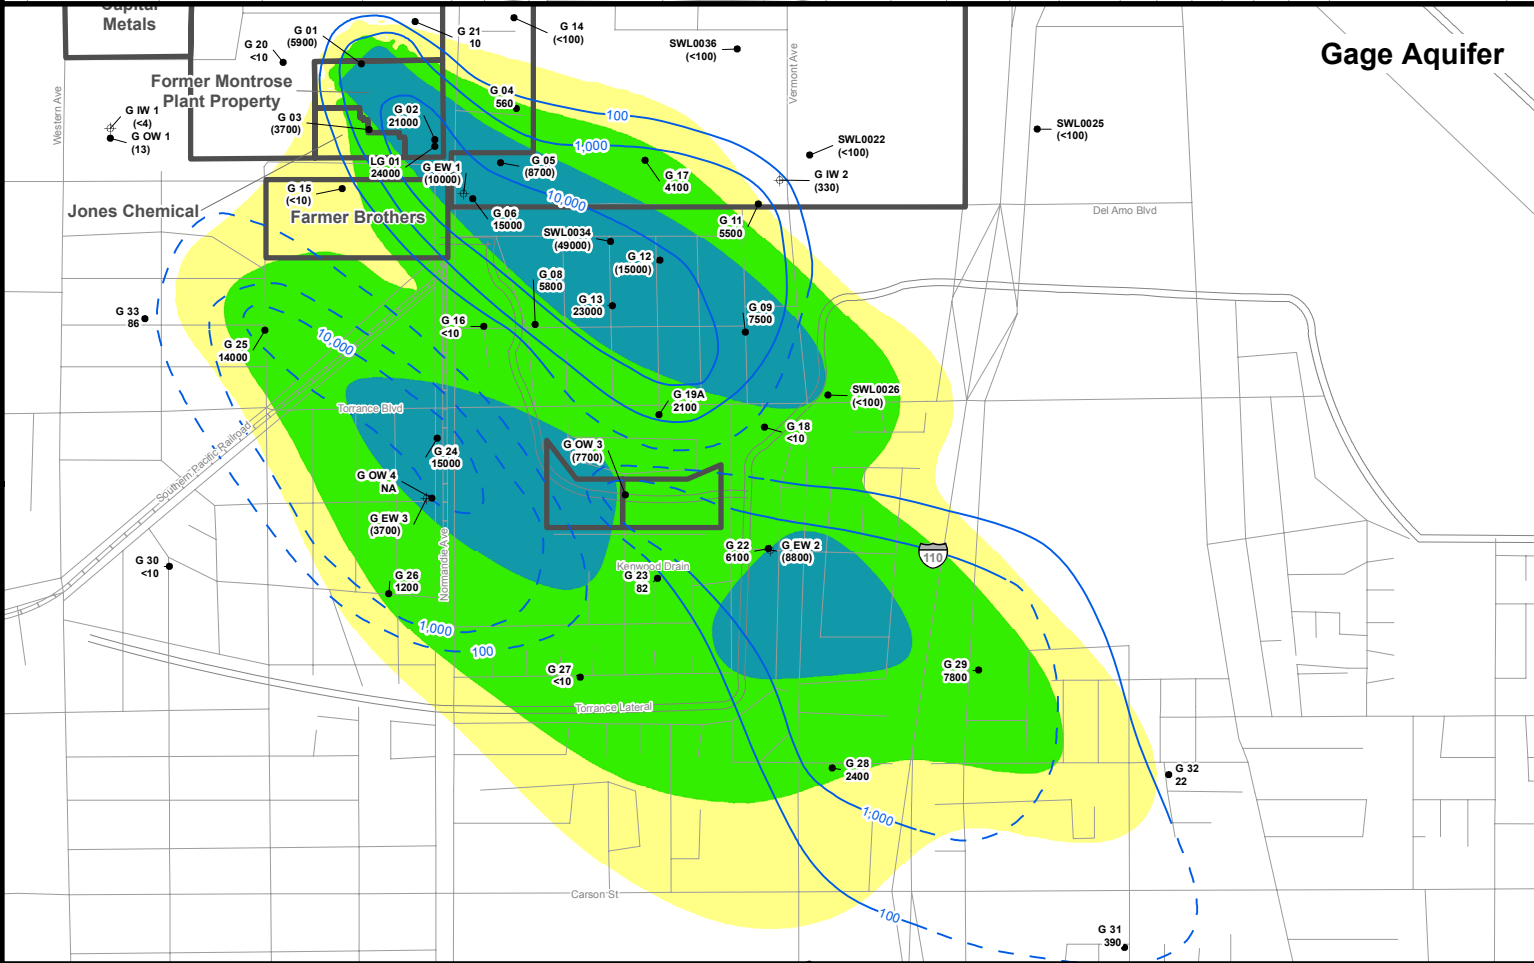 Capital
Metals
G 01
(5900)
G 20
<10
G 21
10
G 14
(<100)
SWL0036
(<100)
Vermont Ave
Gage Aquifer
Former Montrose
Plant Property
Western Ave
G IW 1
(<4)
G OW 1
(13)
G 03
(3700)
G 02
21000
G 04
560
100
1,000
SWL0025
(<100)
SWL0022
(<100)
LG 01
24000
G EW 1
(10000)
G 05
(8700)
G 17
4100
G IW 2
(330)
G 15
(<10)
10,000
Jones Chemical
Farmer Brothers
G 06
15000
G 11
5500
Del Amo Blvd
SWL0034
(49000)
G 12
(15000)
G 08
5800
G 13
23000
G 09
7500
G 33
86
G 16
<10
G 25
14000
10,000
G 19A
2100
SWL0026
(<100)
Torrance Blvd
G 18
<10
Southern Pacific Railroad
G 24
15000
G OW 3
(7700)
G OW 4
NA
G EW 3
(3700)
Normandie Ave
G 22
6100
G EW 2
(8800)
110
G 30
<10
G 26
1200
Kenwood Drain
G 23
82
1,000
100
G 27
<10
G 29
7800
Torrance Lateral
G 28
2400
G 32
22
1,000
Carson St
100
G 31
390